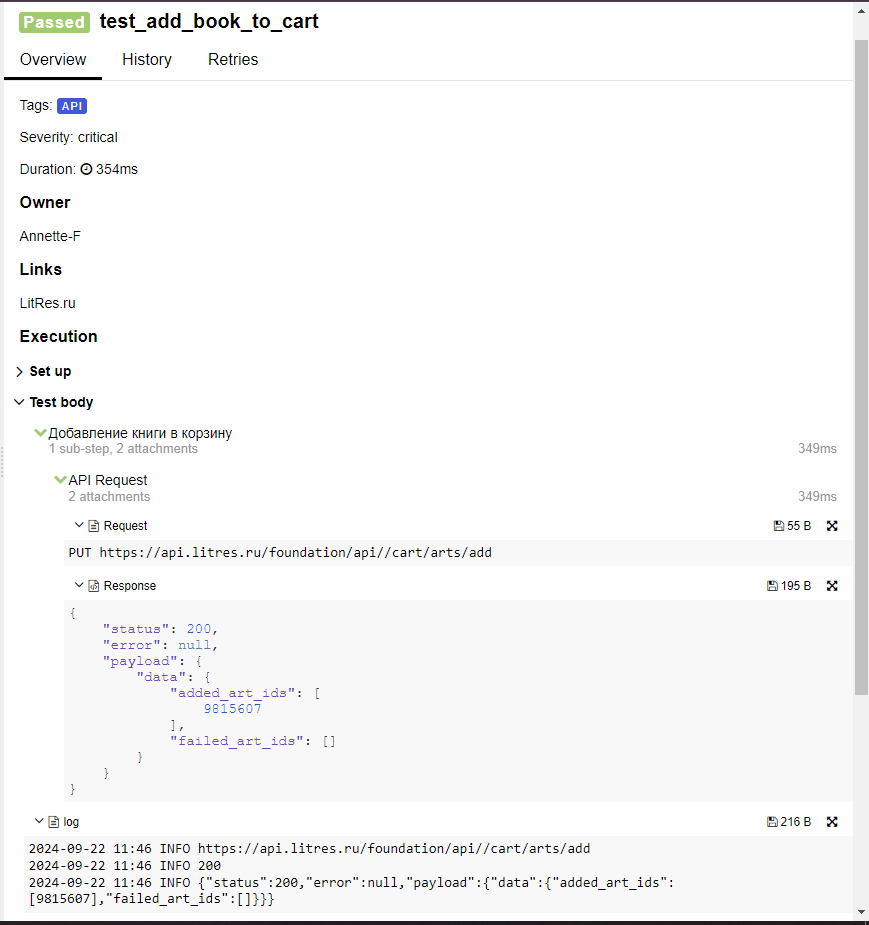 Passed test_add_book_to_cart
Overview History Retries
Tags: API
Severity: critical
Duration: 354ms
Owner
Annette-F
Links
LitRes.ru
Execution
Set up
Test body
Добавление книги в корзину
1 sub-step, 2 attachments 349ms
API Request
2 attachments 349ms
Request 55 B
PUT https://api.litres.ru/foundation/api//cart/arts/add
Response 195 B
{
    "status": 200,
    "error": null,
    "payload": {
        "data": {
            "added_art_ids": [
                9815607
            ],
            "failed_art_ids": []
        }
    }
}
log 216 B
2024-09-22 11:46 INFO https://api.litres.ru/foundation/api//cart/arts/add
2024-09-22 11:46 INFO 200
2024-09-22 11:46 INFO {"status":200,"error":null,"payload":{"data":{"added_art_ids":
[9815607],"failed_art_ids":[]}}}